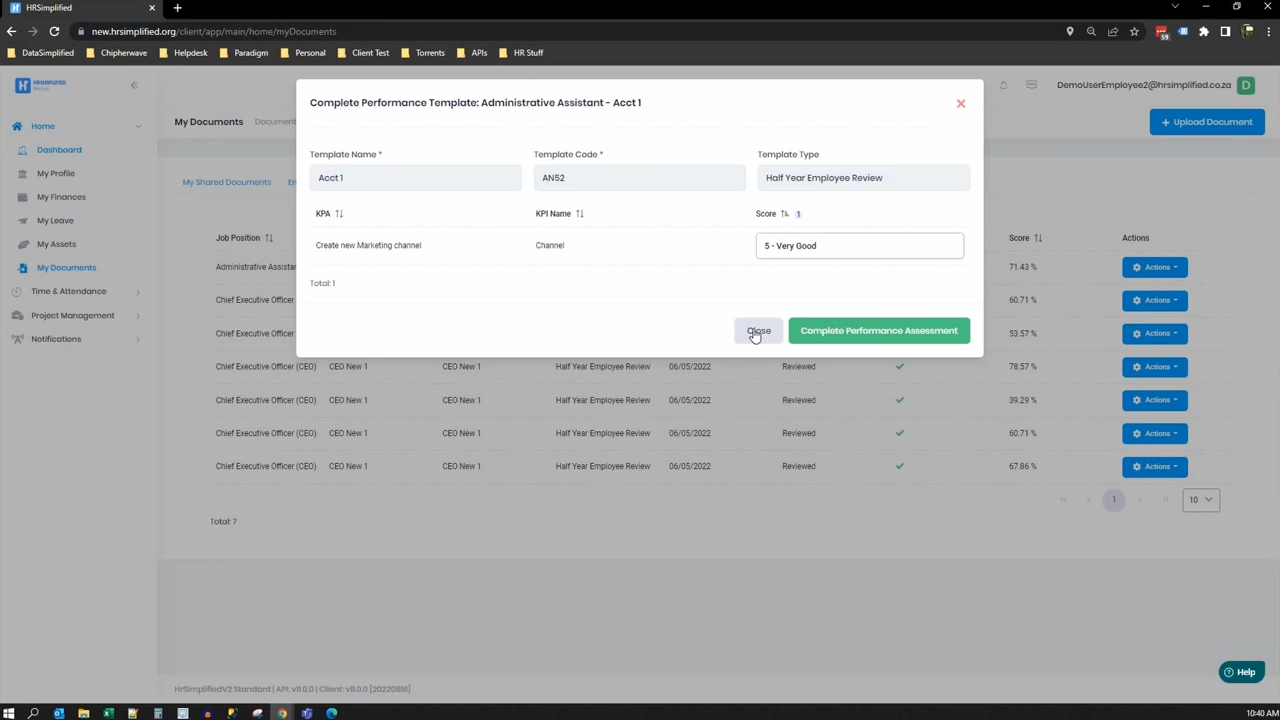 HRSimplified
new.hrsimplified.org/client/app/main/home/myDocuments
59
DataSimplified Chipherwave Helpdesk Paradigm Personal Client Test Torrents APIs HR Stuff
HRSIMPLIFIED
DemoUserEmployee2@hrsimplified.co.za D
Complete Performance Template: Administrative Assistant - Acct 1
Home
My Documents Document
+ Upload Document
Dashboard
Template Name * Template Code * Template Type
My Profile
Acct 1 AN52 Half Year Employee Review
My Shared Documents En
My Finances
KPA KPI Name Score 1
My Leave
Job Position Score Actions
My Assets
Create new Marketing channel Channel 5 - Very Good
My Documents
Administrative Assistan 71.43 % Actions
Total: 1
Time & Attendance
Chief Executive Officer 60.71 % Actions
Project Management
Chief Executive Officer 53.57 % Actions
Close Complete Performance Assessment
Notifications
Chief Executive Officer (CEO) CEO New 1 CEO New 1 Half Year Employee Review 06/05/2022 Reviewed 78.57 % Actions
Chief Executive Officer (CEO) CEO New 1 CEO New 1 Half Year Employee Review 06/05/2022 Reviewed 39.29 % Actions
Chief Executive Officer (CEO) CEO New 1 CEO New 1 Half Year Employee Review 06/05/2022 Reviewed 60.71 % Actions
Chief Executive Officer (CEO) CEO New 1 CEO New 1 Half Year Employee Review 06/05/2022 Reviewed 67.86 % Actions
1 10
Total: 7
Help
HrSimplifiedV2 Standard | API: v11.0.0 | Client: v11.0.0 [20220816]
10:40 AM